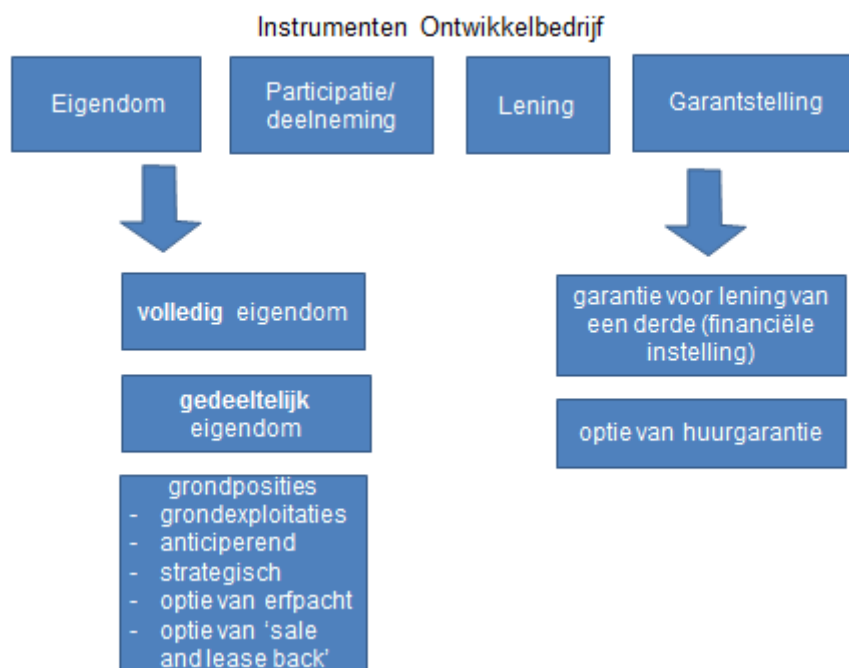 Instrumenten Ontwikkelbedrijf
Eigendom
Participatie/
deelneming
Lening
Garantstelling
volledig eigendom
gedeeltelijk
eigendom
grondposities
- grondexploitaties
- anticiperend
- strategisch
- optie van erfpacht
- optie van ‘sale
and lease back’
garantie voor lening van
een derde (financiële
instelling)
optie van huurgarantie